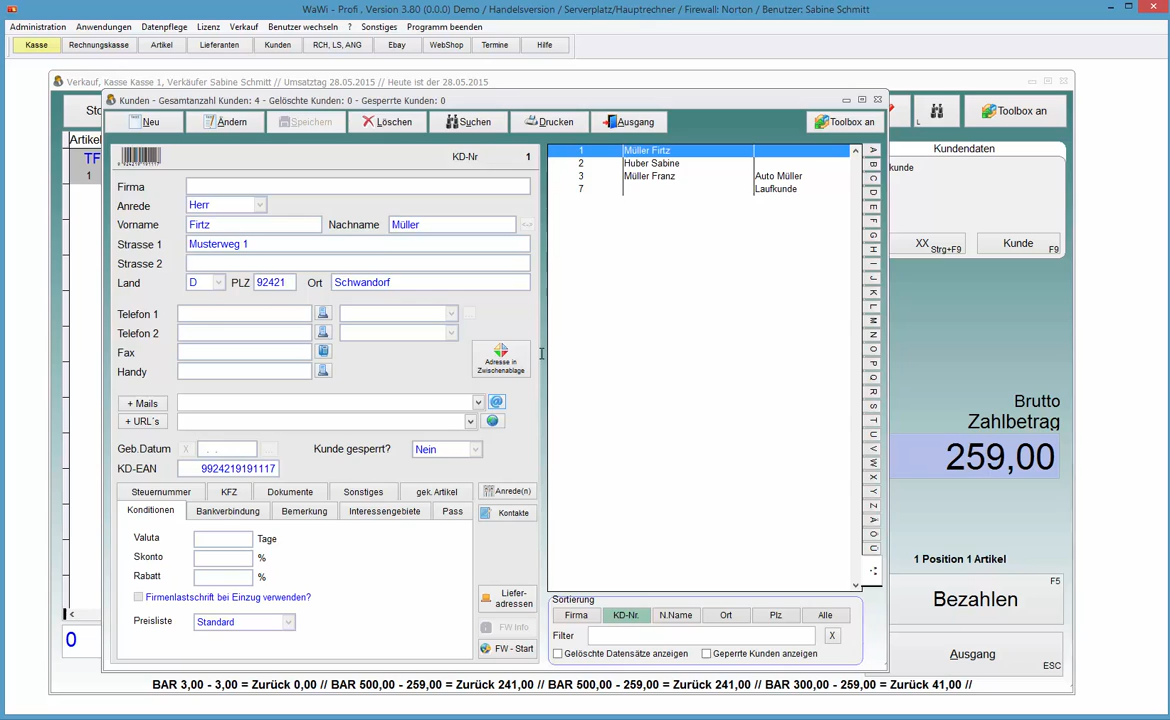 WaWi - Profi , Version 3.80 (0.0.0) Demo / Handelsversion / Serverplatz/Hauptrechner / Firewall: Norton / Benutzer: Sabine Schmitt
Administration Anwendungen Datenpflege Lizenz Verkauf Benutzer wechseln ? Sonstiges Programm beenden
Kasse Rechnungskasse Artikel Lieferanten Kunden RCH, LS, ANG Ebay WebShop Termine Hilfe
Verkauf, Kasse Kasse 1, Verkäufer Sabine Schmitt // Umsatztag 28.05.2015 // Heute ist der 28.05.2015
Kunden - Gesamtanzahl Kunden: 4 - Gelöschte Kunden: 0 - Gesperrte Kunden: 0
Sto
Neu Ändern Speichern Löschen Suchen Drucken Ausgang Toolbox an
L
Toolbox an
Artikel
TF
1
8 924219 191117
KD-Nr 1
Firma
Anrede Herr
Vorname Firtz Nachname Müller <->
Strasse 1 Musterweg 1
Strasse 2
Land D PLZ 92421 Ort Schwandorf
Telefon 1
Telefon 2
Fax
Handy
Adresse in
Zwischenablage
+ Mails
+ URL´s
Geb.Datum X . . ... Kunde gesperrt? Nein
KD-EAN 9924219191117
Steuernummer KFZ Dokumente Sonstiges gek. Artikel
Konditionen Bankverbindung Bemerkung Interessengebiete Pass
Anrede(n)
Kontakte
Valuta Tage
Skonto %
Rabatt %
Firmenlastschrift bei Einzug verwenden?
Preisliste Standard
Liefer-
adressen
FW Info
FW - Start
1 Müller Firtz
2 Huber Sabine
3 Müller Franz Auto Müller
7 Laufkunde
A
B
C
D
E
F
G
H
I
J
K
L
M
N
O
P
Q
R
S
T
U
V
W
X
Y
Z
Ä
Ö
Ü
Sortierung
Firma KD-Nr. N.Name Ort Plz Alle
Filter X
Gelöschte Datensätze anzeigen Geperrte Kunden anzeigen
Kundendaten
kunde
XX Strg+F9
Kunde F9
Brutto
Zahlbetrag
259,00
1 Position 1 Artikel
Bezahlen F5
Ausgang ESC
<
0
BAR 3,00 - 3,00 = Zurück 0,00 // BAR 500,00 - 259,00 = Zurück 241,00 // BAR 500,00 - 259,00 = Zurück 241,00 // BAR 300,00 - 259,00 = Zurück 41,00 //